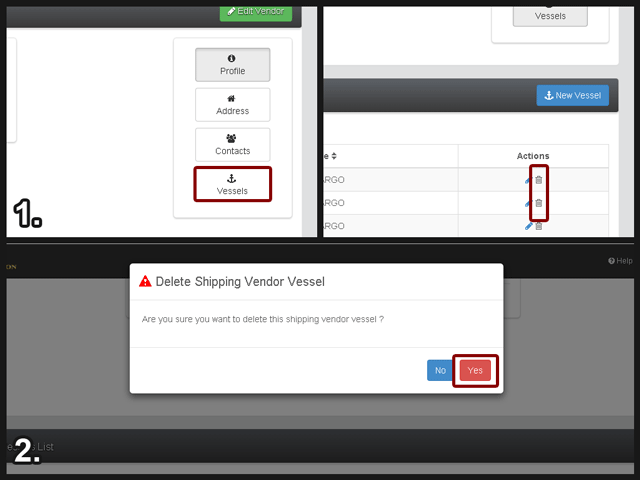 Edit Vendor
Profile
Address
Contacts
Vessels
1.
Vessels
New Vessel
Actions
ARGO
ARGO
ARGO
ON
Help
Delete Shipping Vendor Vessel
Are you sure you want to delete this shipping vendor vessel ?
No
Yes
List
2.